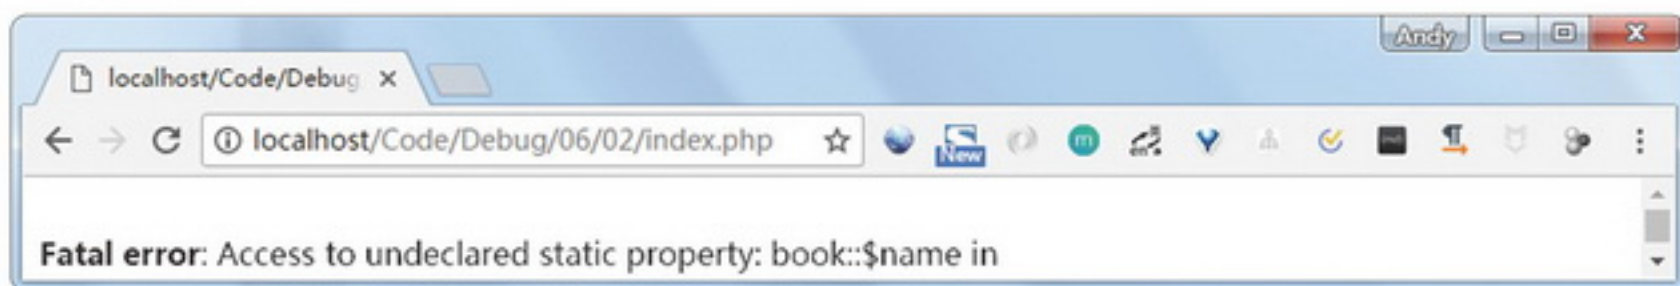 Andy
localhost/Code/Debug
localhost/Code/Debug/06/02/index.php
New
m
Fatal error: Access to undeclared static property: book::$name in